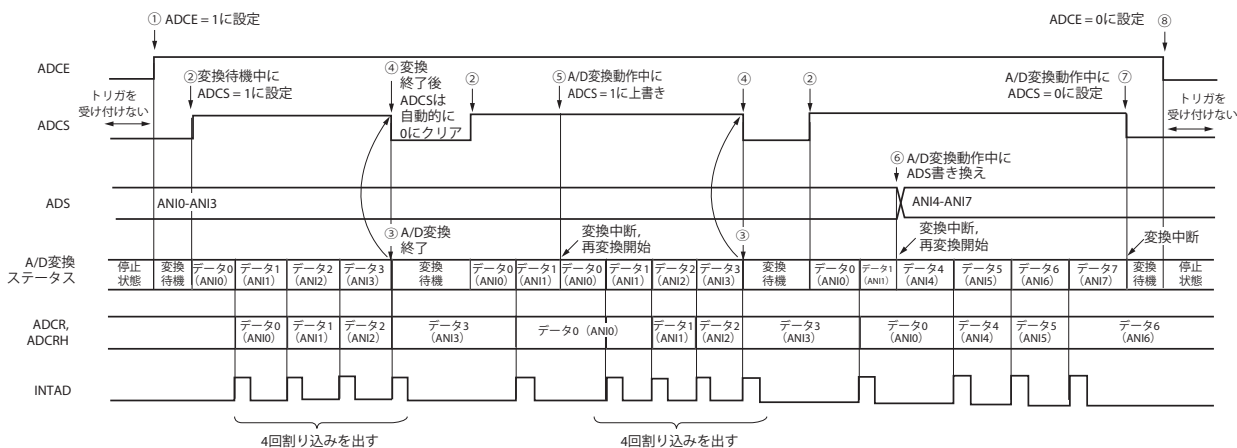 ① ADCE = 1に設定
ADCE = 0に設定 ⑧
ADCE
② 変換待機中に
ADCS = 1に設定
④ 変換
終了後
ADCSは
自動的に
0にクリア
②
⑤ A/D変換動作中に
ADCS = 1に上書き
④
②
A/D変換動作中に ⑦
ADCS = 0に設定
トリガを
受け付けない
トリガを
受け付けない
ADCS
⑥ A/D変換動作中に
ADS書き換え
ADS
ANI0-ANI3
ANI4-ANI7
③ A/D変換
終了
変換中断,
再変換開始
③
変換中断,
再変換開始
変換中断
A/D変換
ステータス
停止
状態
変換
待機
データ0
(ANI0)
データ1
(ANI1)
データ2
(ANI2)
データ3
(ANI3)
変換
待機
データ0
(ANI0)
データ1
(ANI1)
データ0
(ANI0)
データ1
(ANI1)
データ2
(ANI2)
データ3
(ANI3)
変換
待機
データ0
(ANI0)
データ1
(ANI1)
データ4
(ANI4)
データ5
(ANI5)
データ6
(ANI6)
データ7
(ANI7)
変換
待機
停止
状態
ADCR,
ADCRH
データ0
(ANI0)
データ1
(ANI1)
データ2
(ANI2)
データ3
(ANI3)
データ0 (ANI0)
データ1
(ANI1)
データ2
(ANI2)
データ3
(ANI3)
データ0
(ANI0)
データ4
(ANI4)
データ5
(ANI5)
データ6
(ANI6)
INTAD
4回割り込みを出す
4回割り込みを出す